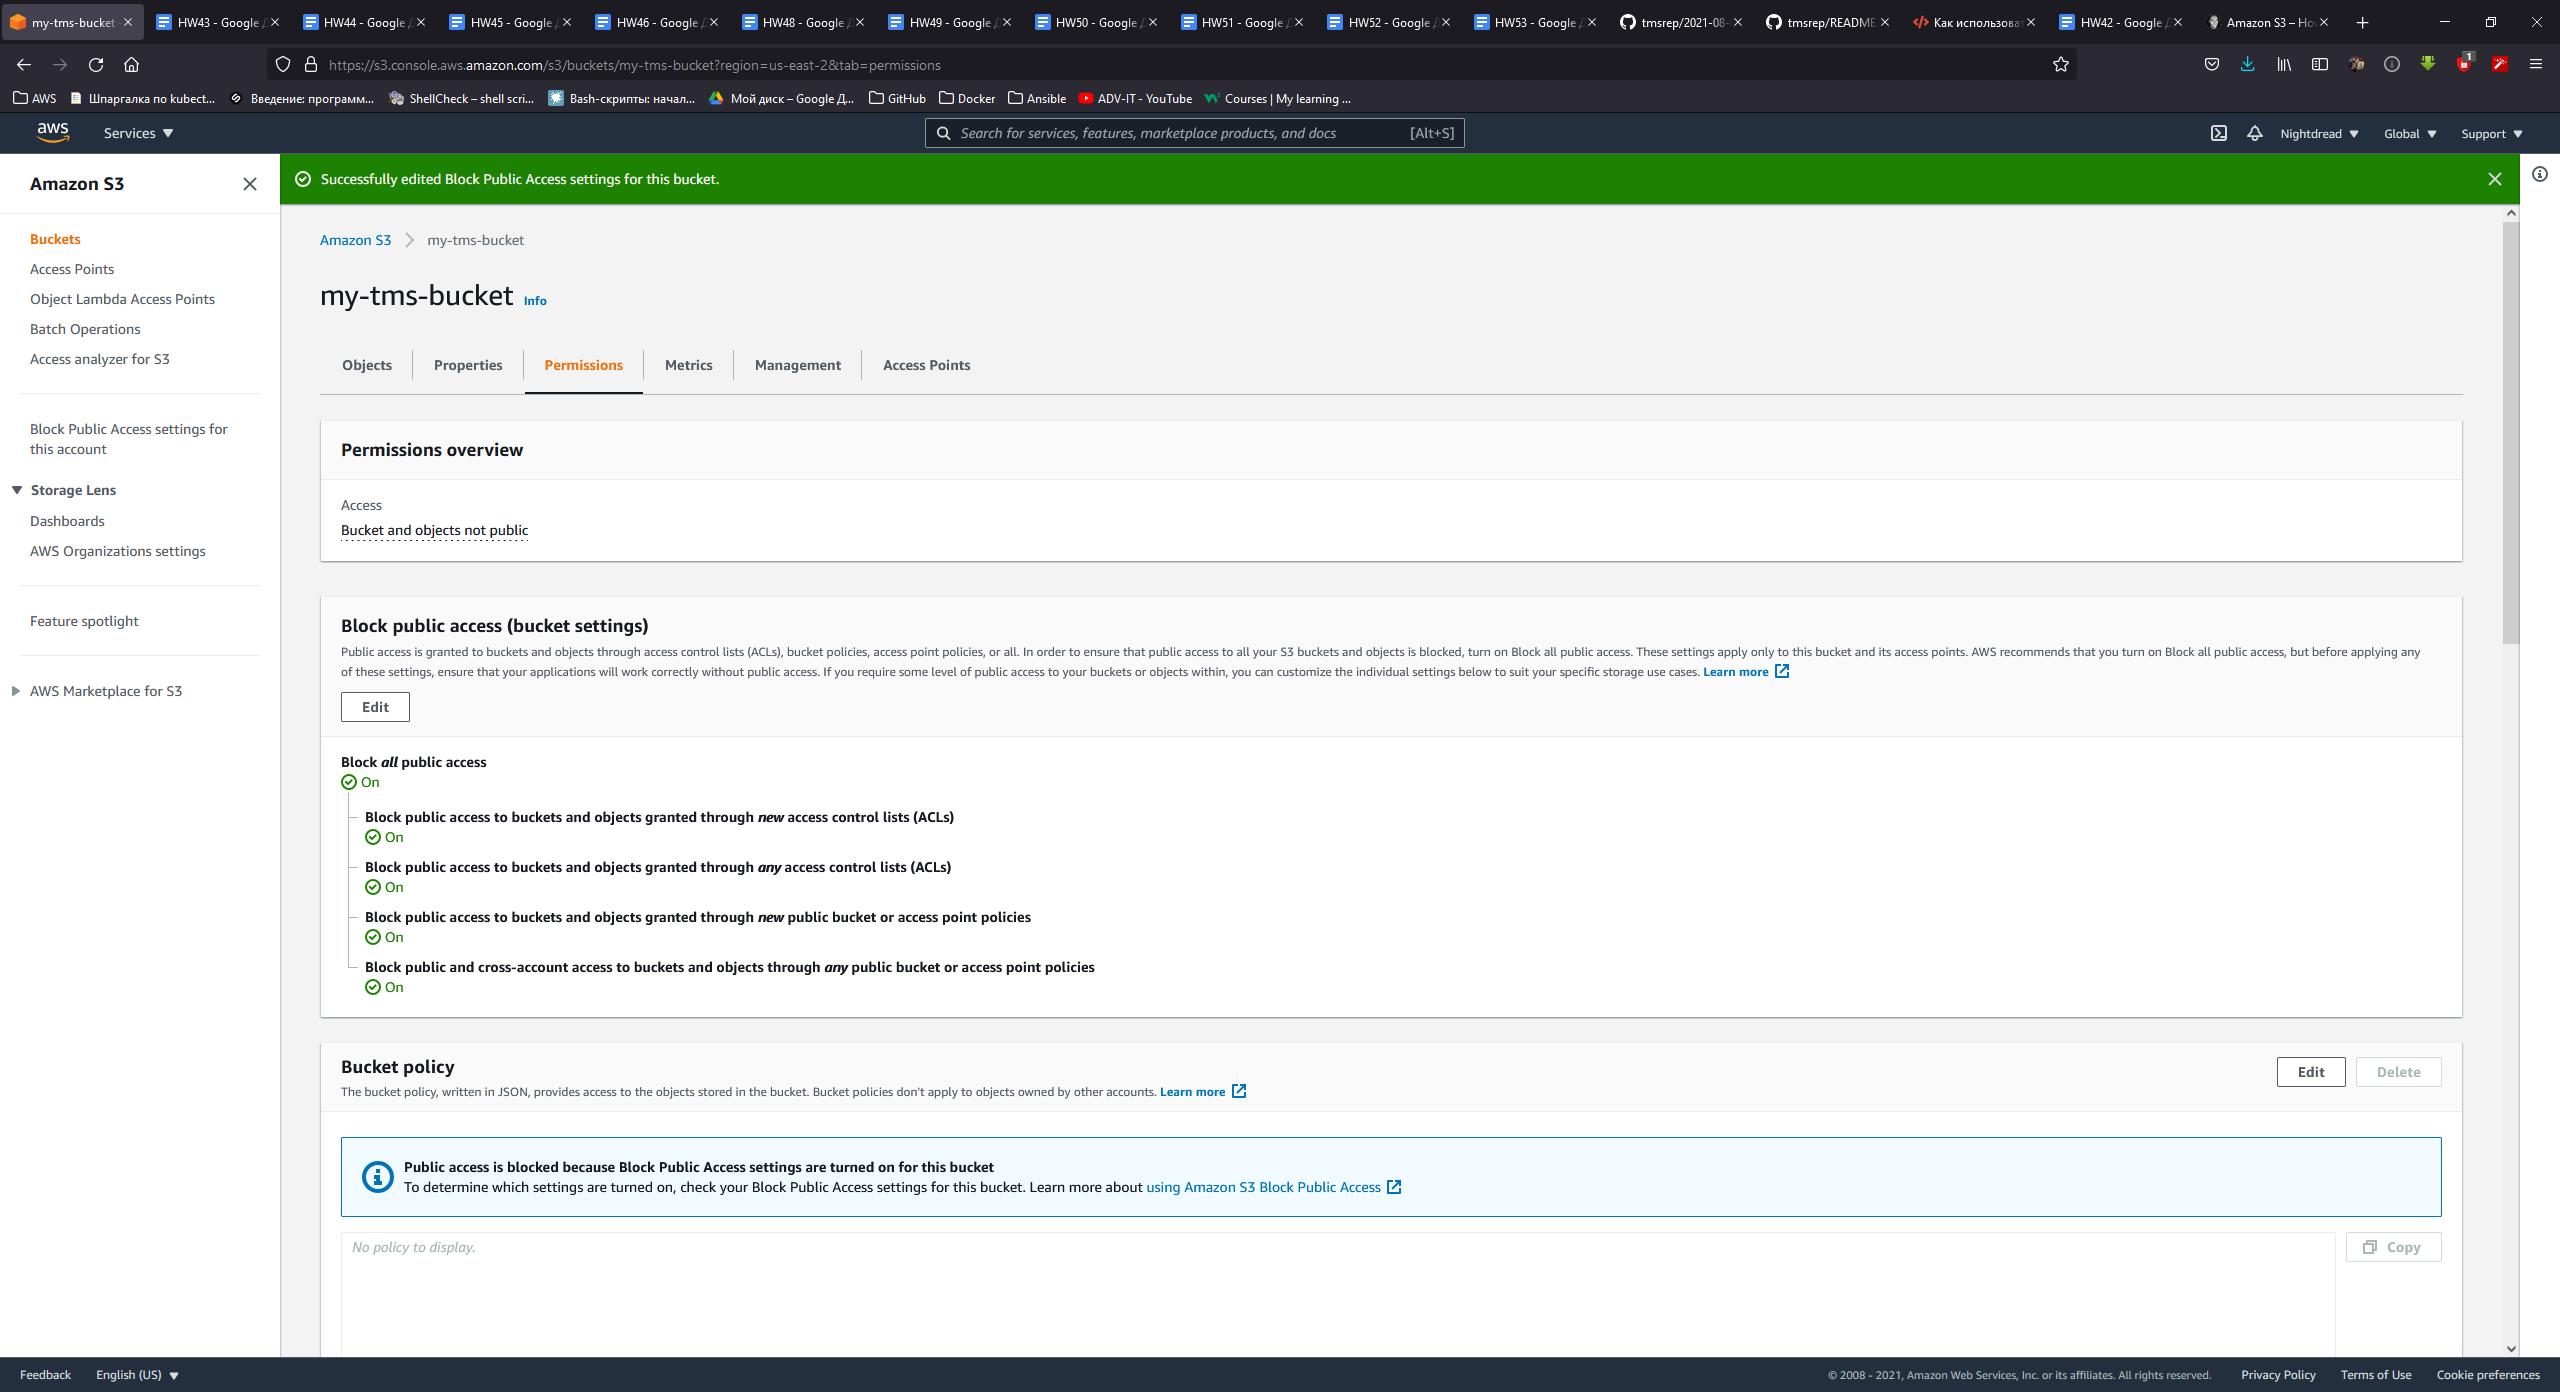 my-tms-bucket
HW43 - Google
HW44 - Google
HW45 - Google
HW46 - Google
HW48 - Google
HW49 - Google
HW50 - Google
HW51 - Google
HW52 - Google
HW53 - Google
tmsrep/2021-08-
tmsrep/README
Как использоват
HW42 - Google
Amazon S3 – Ho
https://s3.console.aws.amazon.com/s3/buckets/my-tms-bucket?region=us-east-2&tab=permissions
1
AWS
Шпаргалка по kubect...
Введение: программ...
ShellCheck – shell scri...
Bash-скрипты: начал...
Мой диск – Google Д...
GitHub
Docker
Ansible
ADV-IT - YouTube
Courses | My learning ...
aws
Services
Search for services, features, marketplace products, and docs
[Alt+S]
Nightdread
Global
Support
Amazon S3
Buckets
Access Points
Object Lambda Access Points
Batch Operations
Access analyzer for S3
Block Public Access settings for
this account
Storage Lens
Dashboards
AWS Organizations settings
Feature spotlight
AWS Marketplace for S3
Successfully edited Block Public Access settings for this bucket.
Amazon S3
my-tms-bucket
my-tms-bucket Info
Objects
Properties
Permissions
Metrics
Management
Access Points
Permissions overview
Access
Bucket and objects not public
Block public access (bucket settings)
Public access is granted to buckets and objects through access control lists (ACLs), bucket policies, access point policies, or all. In order to ensure that public access to all your S3 buckets and objects is blocked, turn on Block all public access. These settings apply only to this bucket and its access points. AWS recommends that you turn on Block all public access, but before applying any
of these settings, ensure that your applications will work correctly without public access. If you require some level of public access to your buckets or objects within, you can customize the individual settings below to suit your specific storage use cases. Learn more
Edit
Block all public access
On
Block public access to buckets and objects granted through new access control lists (ACLs)
On
Block public access to buckets and objects granted through any access control lists (ACLs)
On
Block public access to buckets and objects granted through new public bucket or access point policies
On
Block public and cross-account access to buckets and objects through any public bucket or access point policies
On
Bucket policy
The bucket policy, written in JSON, provides access to the objects stored in the bucket. Bucket policies don't apply to objects owned by other accounts. Learn more
Edit
Delete
Public access is blocked because Block Public Access settings are turned on for this bucket
To determine which settings are turned on, check your Block Public Access settings for this bucket. Learn more about using Amazon S3 Block Public Access
No policy to display.
Copy
Feedback
English (US)
© 2008 - 2021, Amazon Web Services, Inc. or its affiliates. All rights reserved.
Privacy Policy
Terms of Use
Cookie preferences